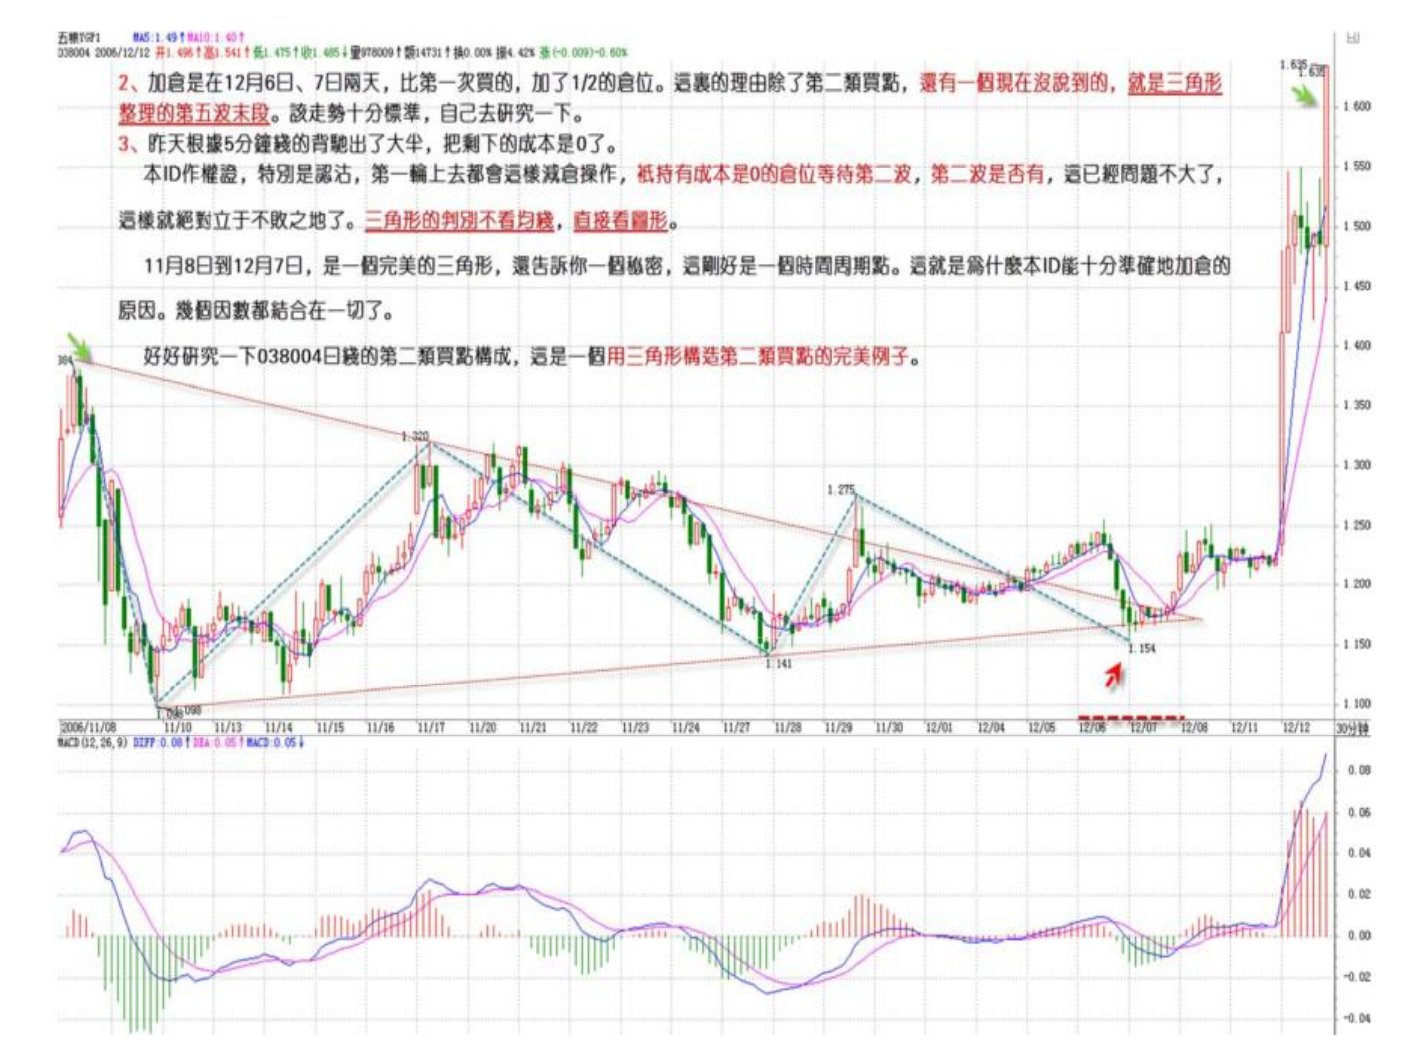 五粮YGP1 MA5:1.49↑MA10:1.40↑
038004 2006/12/12 开1.496↑高1.541↑低1.475↑收1.485↓量978009↑额14731↑换0.00% 振4.42% 涨(-0.009)-0.60%
2、加倉是在12月6日、7日兩天，比第一次買的，加了1/2的倉位。這裏的理由除了第二類買點，還有一個現在沒說到的，就是三角形
整理的第五波末段。該走勢十分標準，自己去研究一下。
3、昨天根據5分鐘綫的背馳出了大半，把剩下的成本是0了。
本ID作權證，特別是認沽，第一輪上去都會這樣減倉操作，衹持有成本是0的倉位等待第二波，第二波是否有，這已經問題不大了，
這樣就絕對立于不敗之地了。三角形的判別不看均綫，直接看圖形。
11月8日到12月7日，是一個完美的三角形，還告訴你一個秘密，這剛好是一個時間周期點。這就是爲什麼本ID能十分準確地加倉的
原因。幾個因數都結合在一切了。
好好研究一下038004日綫的第二類買點構成，這是一個用三角形構造第二類買點的完美例子。
1.635
1.635
1.600
1.550
1.500
1.450
1.400
384
1.350
1.320
1.300
1.275
1.250
1.200
1.150
1.154
1.141
1.100
1.098
1.098
2006/11/08 11/10 11/13 11/14 11/15 11/16 11/17 11/20 11/21 11/22 11/23 11/24 11/27 11/28 11/29 11/30 12/01 12/04 12/05 12/06 12/07 12/08 12/11 12/12 30分钟
MACD(12,26,9) DIFF:0.08↑DEA:0.05↑MACD:0.05↓
0.08
0.06
0.04
0.02
0.00
-0.02
-0.04